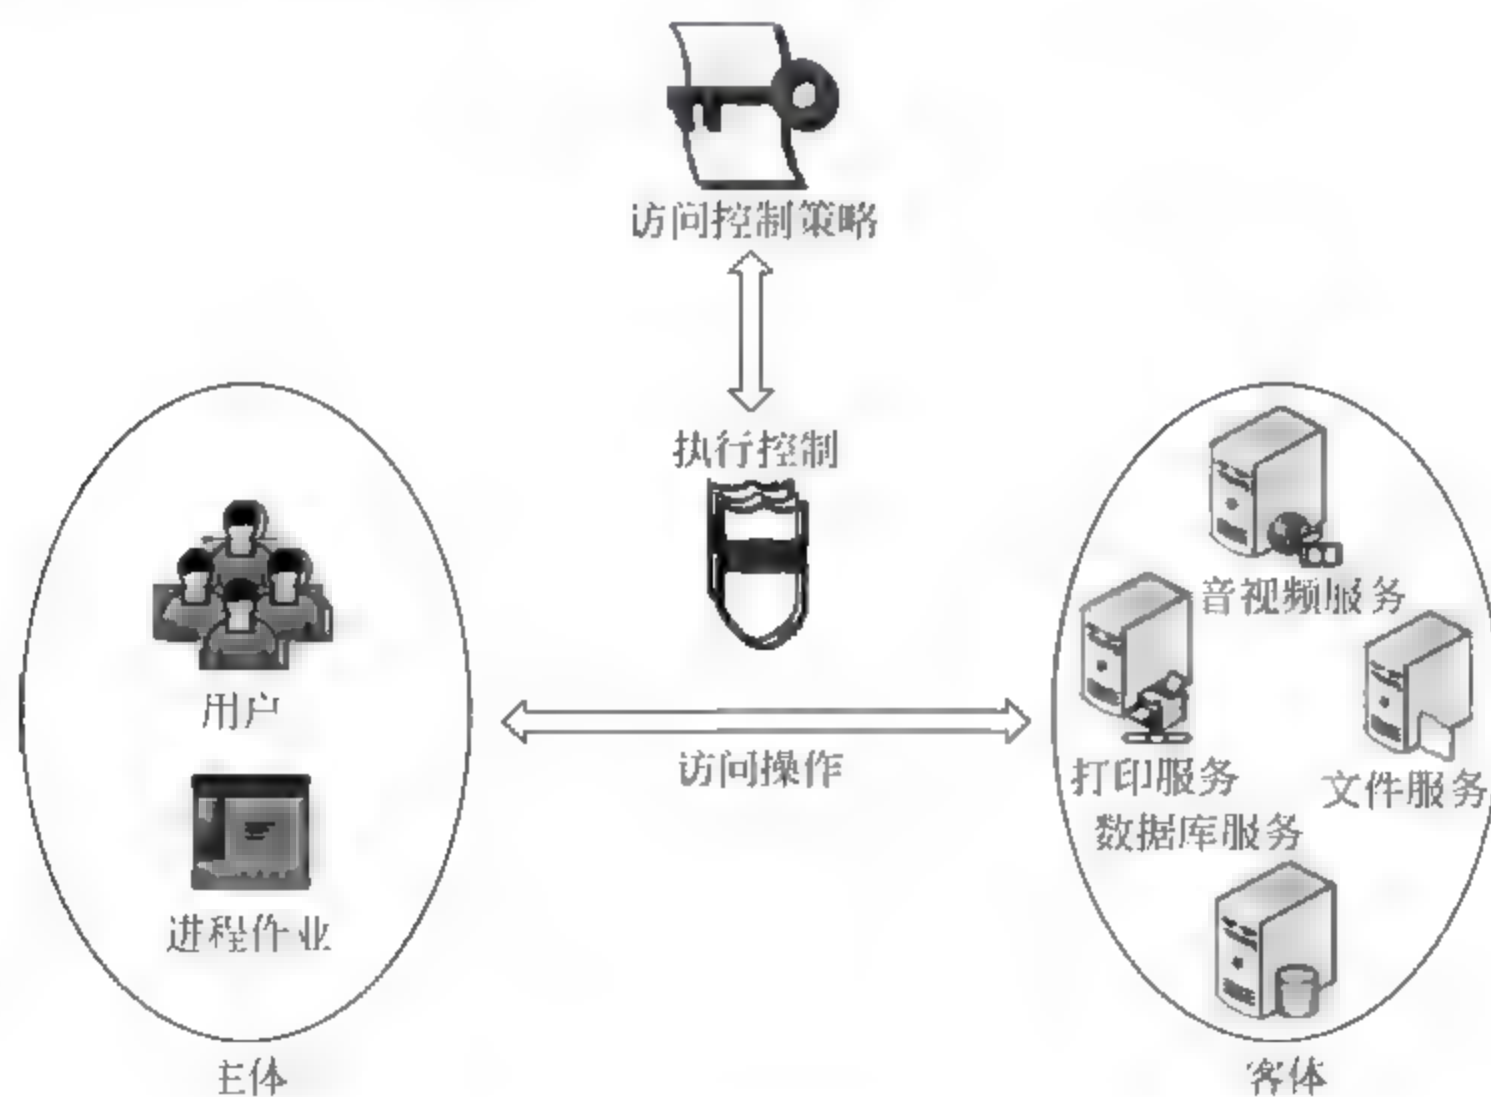 访问控制策略
执行控制
音视频服务
用户
访问操作
打印服务
文件服务
数据库服务
进程作业
主体
客体